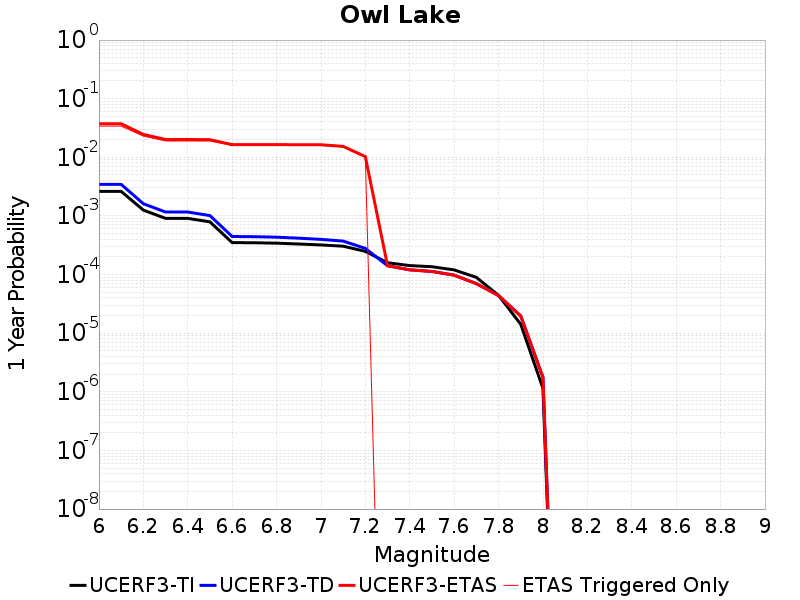 Owl Lake
1 Year Probability
10^0
10^-1
10^-2
10^-3
10^-4
10^-5
10^-6
10^-7
10^-8
6 6.2 6.4 6.6 6.8 7 7.2 7.4 7.6 7.8 8 8.2 8.4 8.6 8.8 9
Magnitude
UCERF3-TI UCERF3-TD UCERF3-ETAS ETAS Triggered Only